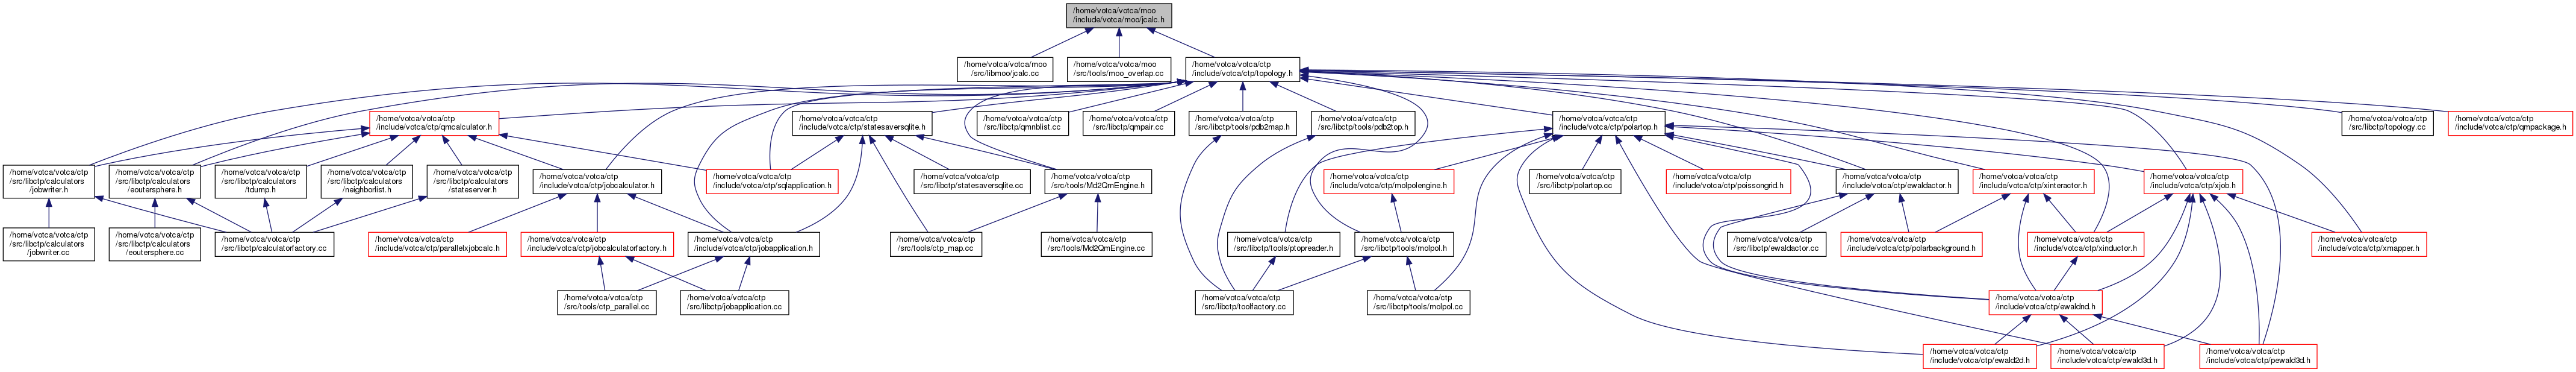 /home/votca/votca/moo
/include/votca/moo/jcalc.h
/home/votca/votca/moo
/src/libmoo/jcalc.cc
/home/votca/votca/moo
/src/tools/moo_overlap.cc
/home/votca/votca/ctp
/include/votca/ctp/topology.h
/home/votca/votca/ctp
/include/votca/ctp/qmcalculator.h
/home/votca/votca/ctp
/include/votca/ctp/statesaversqlite.h
/home/votca/votca/ctp
/src/libctp/qmnblist.cc
/home/votca/votca/ctp
/src/libctp/qmpair.cc
/home/votca/votca/ctp
/src/libctp/tools/pdb2map.h
/home/votca/votca/ctp
/src/libctp/tools/pdb2top.h
/home/votca/votca/ctp
/include/votca/ctp/polartop.h
/home/votca/votca/ctp
/src/libctp/topology.cc
/home/votca/votca/ctp
/include/votca/ctp/qmpackage.h
/home/votca/votca/ctp
/src/libctp/calculators
/jobwriter.h
/home/votca/votca/ctp
/src/libctp/calculators
/eoutersphere.h
/home/votca/votca/ctp
/src/libctp/calculators
/tdump.h
/home/votca/votca/ctp
/src/libctp/calculators
/neighborlist.h
/home/votca/votca/ctp
/src/libctp/calculators
/stateserver.h
/home/votca/votca/ctp
/include/votca/ctp/jobcalculator.h
/home/votca/votca/ctp
/include/votca/ctp/sqlapplication.h
/home/votca/votca/ctp
/src/libctp/statesaversqlite.cc
/home/votca/votca/ctp
/src/tools/Md2QmEngine.h
/home/votca/votca/ctp
/include/votca/ctp/molpolengine.h
/home/votca/votca/ctp
/src/libctp/polartop.cc
/home/votca/votca/ctp
/include/votca/ctp/poissongrid.h
/home/votca/votca/ctp
/include/votca/ctp/ewaldactor.h
/home/votca/votca/ctp
/include/votca/ctp/xinteractor.h
/home/votca/votca/ctp
/include/votca/ctp/xjob.h
/home/votca/votca/ctp
/src/libctp/calculators
/jobwriter.cc
/home/votca/votca/ctp
/src/libctp/calculators
/eoutersphere.cc
/home/votca/votca/ctp
/src/libctp/calculatorfactory.cc
/home/votca/votca/ctp
/include/votca/ctp/parallelxjobcalc.h
/home/votca/votca/ctp
/include/votca/ctp/jobcalculatorfactory.h
/home/votca/votca/ctp
/include/votca/ctp/jobapplication.h
/home/votca/votca/ctp
/src/tools/ctp_map.cc
/home/votca/votca/ctp
/src/tools/Md2QmEngine.cc
/home/votca/votca/ctp
/src/libctp/tools/ptopreader.h
/home/votca/votca/ctp
/src/libctp/tools/molpol.h
/home/votca/votca/ctp
/src/libctp/ewaldactor.cc
/home/votca/votca/ctp
/include/votca/ctp/polarbackground.h
/home/votca/votca/ctp
/include/votca/ctp/xinductor.h
/home/votca/votca/ctp
/include/votca/ctp/xmapper.h
/home/votca/votca/ctp
/src/tools/ctp_parallel.cc
/home/votca/votca/ctp
/src/libctp/jobapplication.cc
/home/votca/votca/ctp
/src/libctp/toolfactory.cc
/home/votca/votca/ctp
/src/libctp/tools/molpol.cc
/home/votca/votca/ctp
/include/votca/ctp/ewaldnd.h
/home/votca/votca/ctp
/include/votca/ctp/ewald2d.h
/home/votca/votca/ctp
/include/votca/ctp/ewald3d.h
/home/votca/votca/ctp
/include/votca/ctp/pewald3d.h